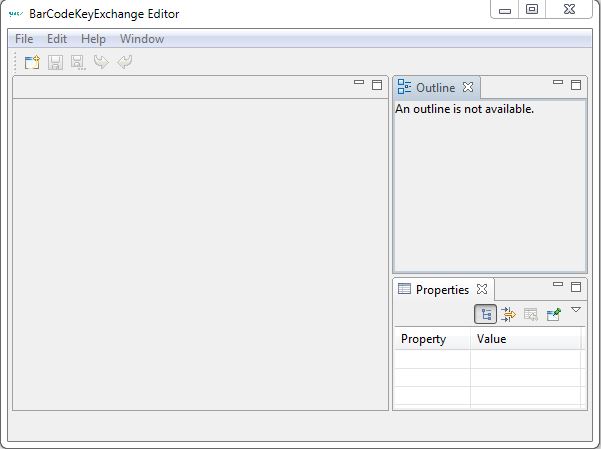 BarCodeKeyExchange Editor
File Edit Help Window
Outline
An outline is not available.
Properties
Property Value